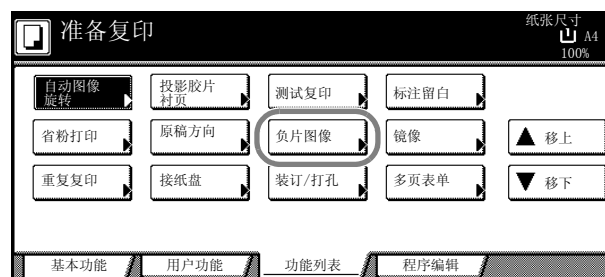 准备复印
纸张尺寸
A4
100%
自动图像
旋转
投影胶片
衬页
测试复印
标注留白
省粉打印
原稿方向
负片图像
镜像
移上
重复复印
接纸盘
装订/打孔
多页表单
移下
基本功能
用户功能
功能列表
程序编辑